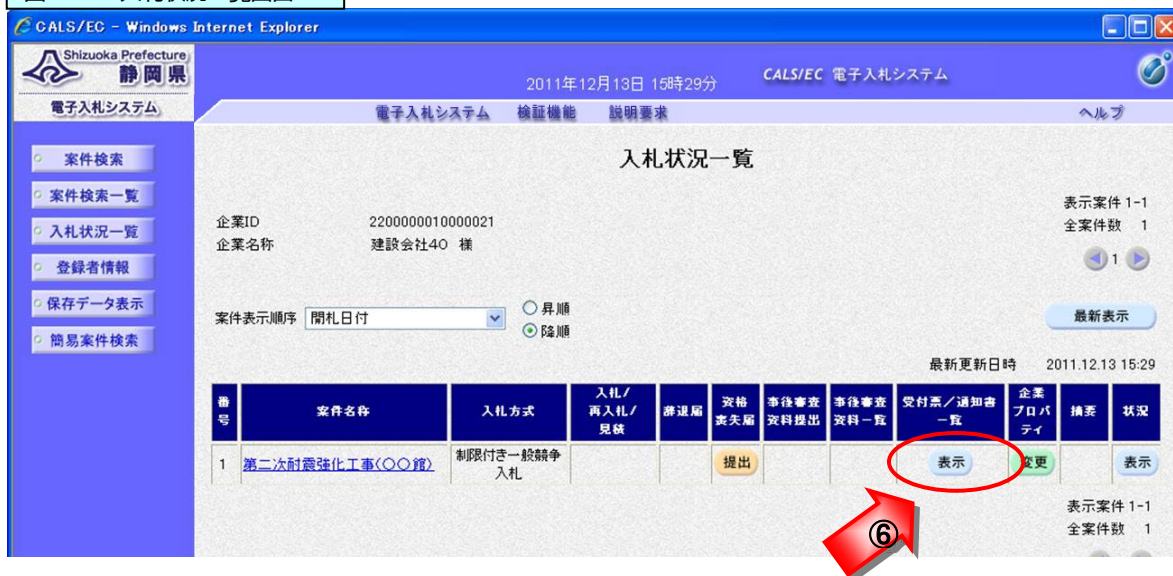 CALS/EC - Windows Internet Explorer
Shizuoka Prefecture
静岡県
2011年12月13日 15時29分
CALS/EC 電子入札システム
電子入札システム
電子入札システム 検証機能 説明要求 ヘルプ
案件検索
案件検索一覧
入札状況一覧
登録者情報
保存データ表示
簡易案件検索
入札状況一覧
表示案件 1-1
全案件数 1
1
企業ID 2200000010000021
企業名称 建設会社40 様
案件表示順序 開札日付
昇順
降順
最新表示
最新更新日時 2011.12.13 15:29
番号 案件名称 入札方式 入札/再入札/見積 辞退届 資格喪失届 事後審査資料提出 事後審査資料一覧 受付票/通知書一覧 企業プロパティ 摘要 状況
1 第二次耐震強化工事(〇〇館) 制限付き一般競争入札 提出 表示 変更 表示
表示案件 1-1
全案件数 1
⑥